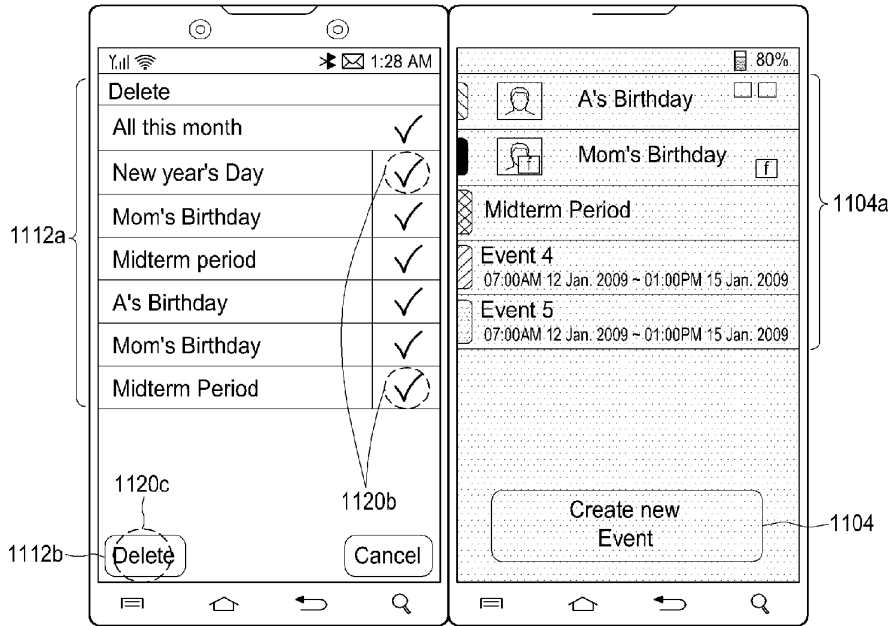 1:28 AM
Delete
All this month
New year's Day
Mom's Birthday
Midterm period
A's Birthday
Mom's Birthday
Midterm Period
1112a
1120c
1120b
1112b
Delete
Cancel
80%
A's Birthday
Mom's Birthday
f
f
Midterm Period
Event 4
07:00AM 12 Jan. 2009 ~ 01:00PM 15 Jan. 2009
Event 5
07:00AM 12 Jan. 2009 ~ 01:00PM 15 Jan. 2009
1104a
Create new
Event
1104